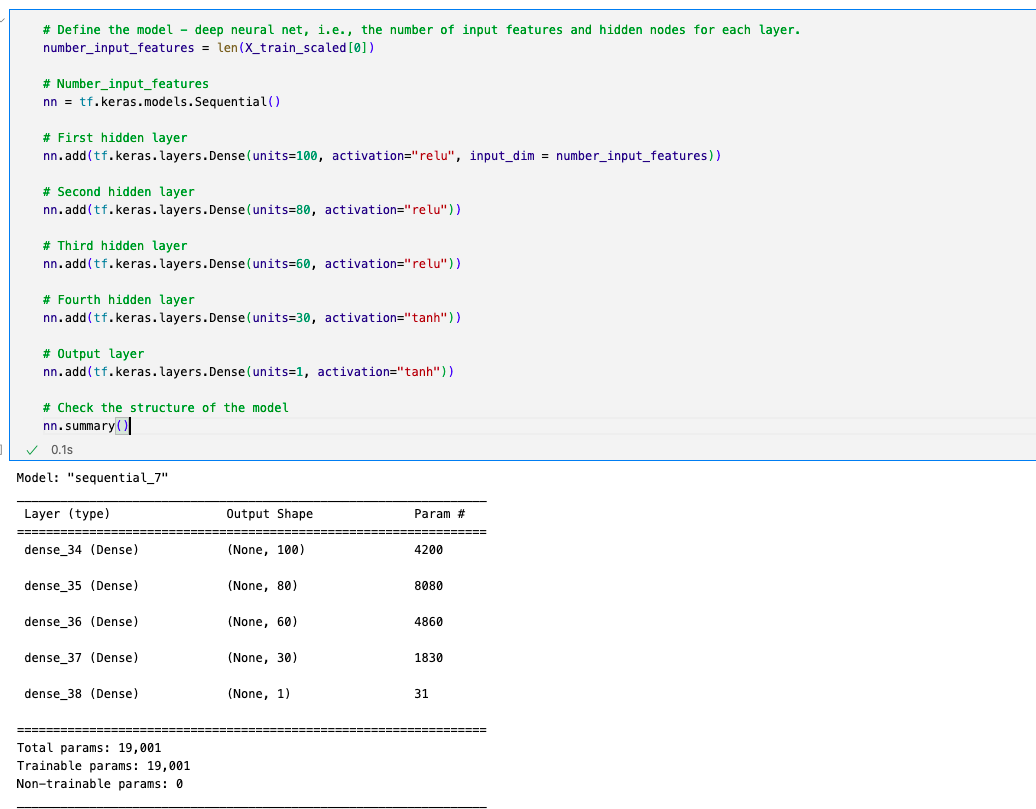 # Define the model – deep neural net, i.e., the number of input features and hidden nodes for each layer.
number_input_features = len(X_train_scaled[0])
# Number_input_features
nn = tf.keras.models.Sequential()
# First hidden layer
nn.add(tf.keras.layers.Dense(units=100, activation="relu", input_dim = number_input_features))
# Second hidden layer
nn.add(tf.keras.layers.Dense(units=80, activation="relu"))
# Third hidden layer
nn.add(tf.keras.layers.Dense(units=60, activation="relu"))
# Fourth hidden layer
nn.add(tf.keras.layers.Dense(units=30, activation="tanh"))
# Output layer
nn.add(tf.keras.layers.Dense(units=1, activation="tanh"))
# Check the structure of the model
nn.summary()
✓ 0.1s
Model: "sequential_7"
Layer (type) Output Shape Param #
dense_34 (Dense) (None, 100) 4200
dense_35 (Dense) (None, 80) 8080
dense_36 (Dense) (None, 60) 4860
dense_37 (Dense) (None, 30) 1830
dense_38 (Dense) (None, 1) 31
Total params: 19,001
Trainable params: 19,001
Non-trainable params: 0